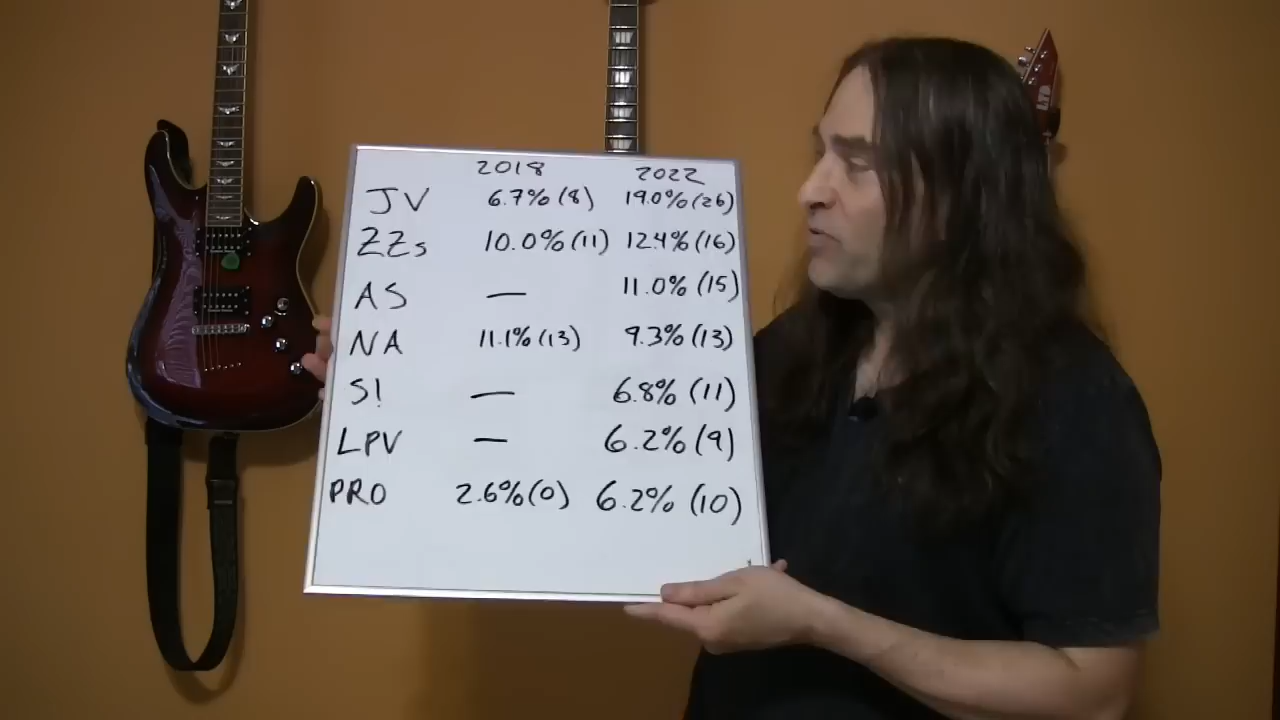 2018 2022
JV 6.7% (8) 19.0% (26)
ZZs 10.0% (11) 12.4% (16)
AS — 11.0% (15)
NA 11.1% (13) 9.3% (13)
S! — 6.8% (11)
LPV — 6.2% (9)
PRO 2.6% (0) 6.2% (10)
LTD